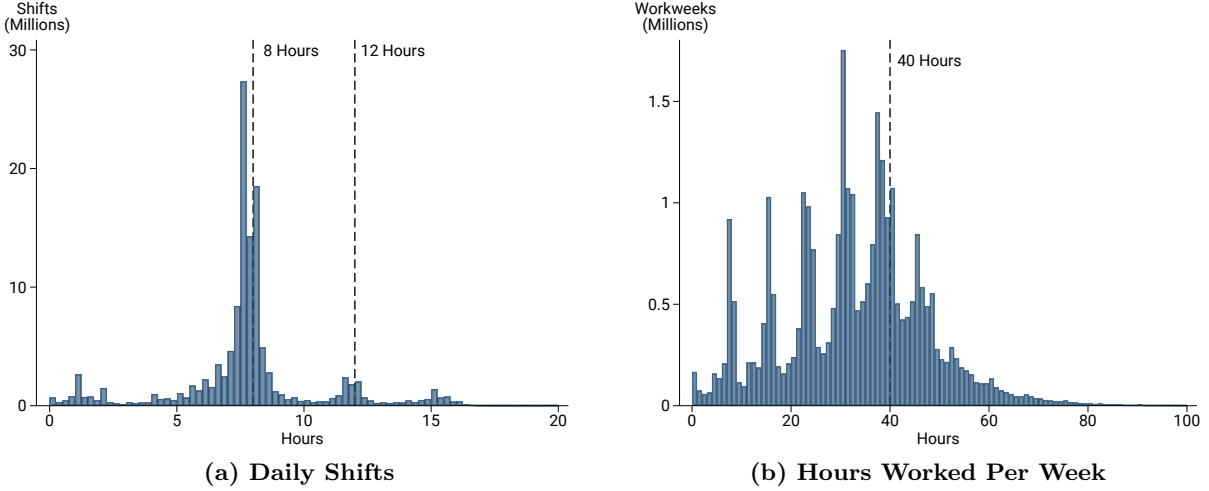 Shifts
(Millions)
30
20
10
0
8 Hours
12 Hours
0 5 10 15 20
Hours
(a) Daily Shifts
Workweeks
(Millions)
1.5
1
0.5
0
40 Hours
0 20 40 60 80 100
Hours
(b) Hours Worked Per Week